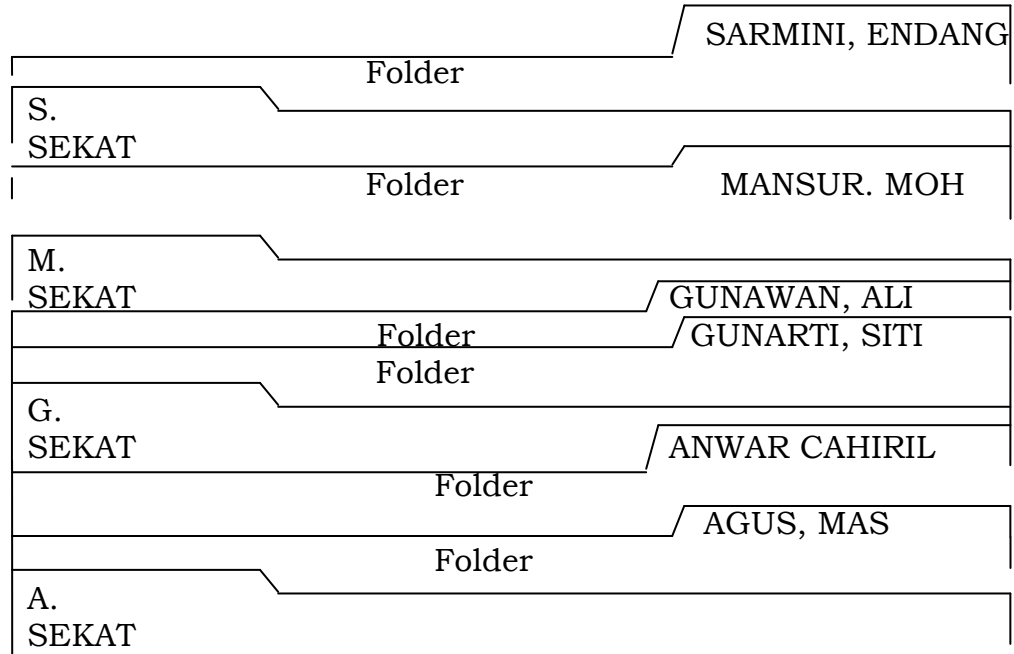 SARMINI, ENDANG
Folder
S.
SEKAT
Folder
MANSUR. MOH
M.
SEKAT
GUNAWAN, ALI
Folder
GUNARTI, SITI
Folder
G.
SEKAT
ANWAR CAHIRIL
Folder
AGUS, MAS
Folder
A.
SEKAT